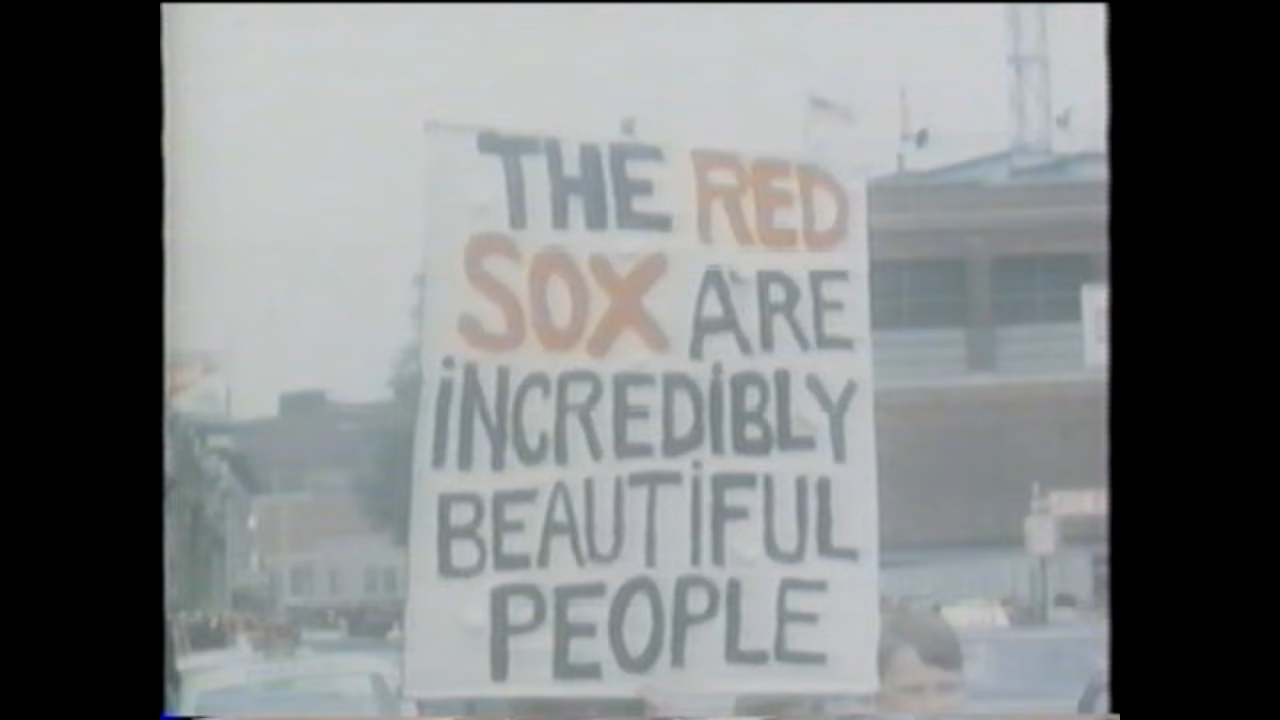 THE RED
SOX ARE
iNCREDiBLY
BEAUTiFUL
PEOPLE